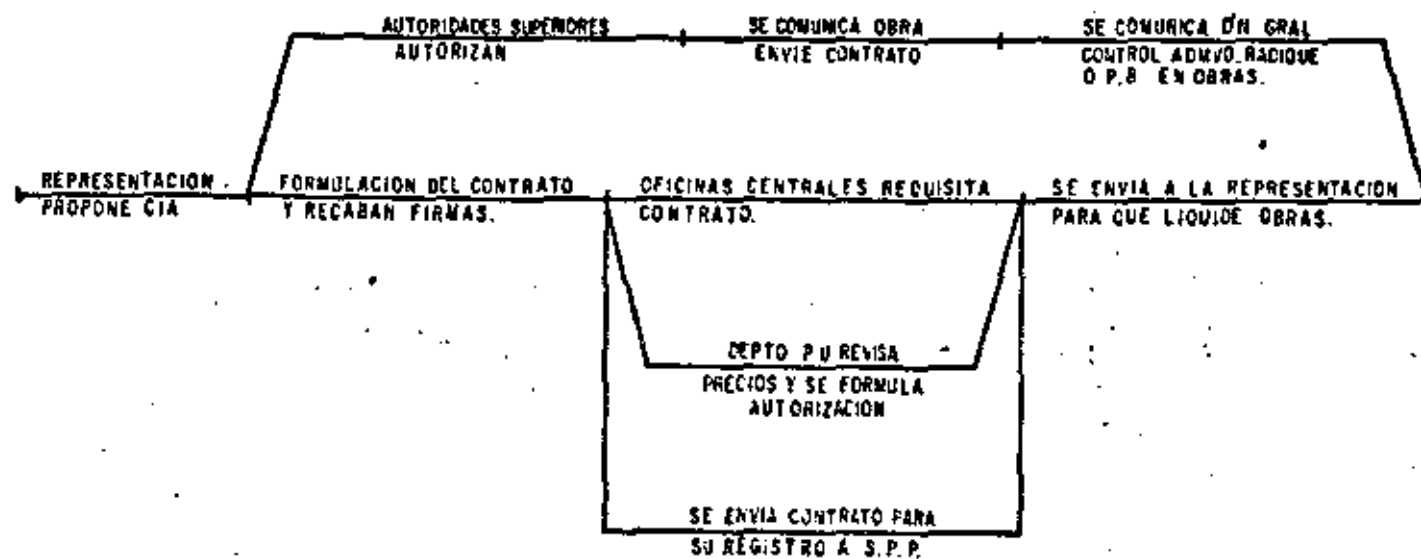 AUTORIDADES SUPERIORES
AUTORIZAN
SE COMUNICA OBRA
ENVIE CONTRATO
SE COMUNICA D'N GRAL
CONTROL ADMVO. RADIQUE
O P.B EN OBRAS.
REPRESENTACION
PROPONE CIA
FORMULACION DEL CONTRATO
Y RECABAN FIRMAS.
OFICINAS CENTRALES REQUISITA
CONTRATO.
SE ENVIA A LA REPRESENTACION
PARA QUE LIQUIDE OBRAS.
DEPTO P U REVISA
PRECIOS Y SE FORMULA
AUTORIZACION
SE ENVIA CONTRATO PARA
SU REGISTRO A S.P.P.